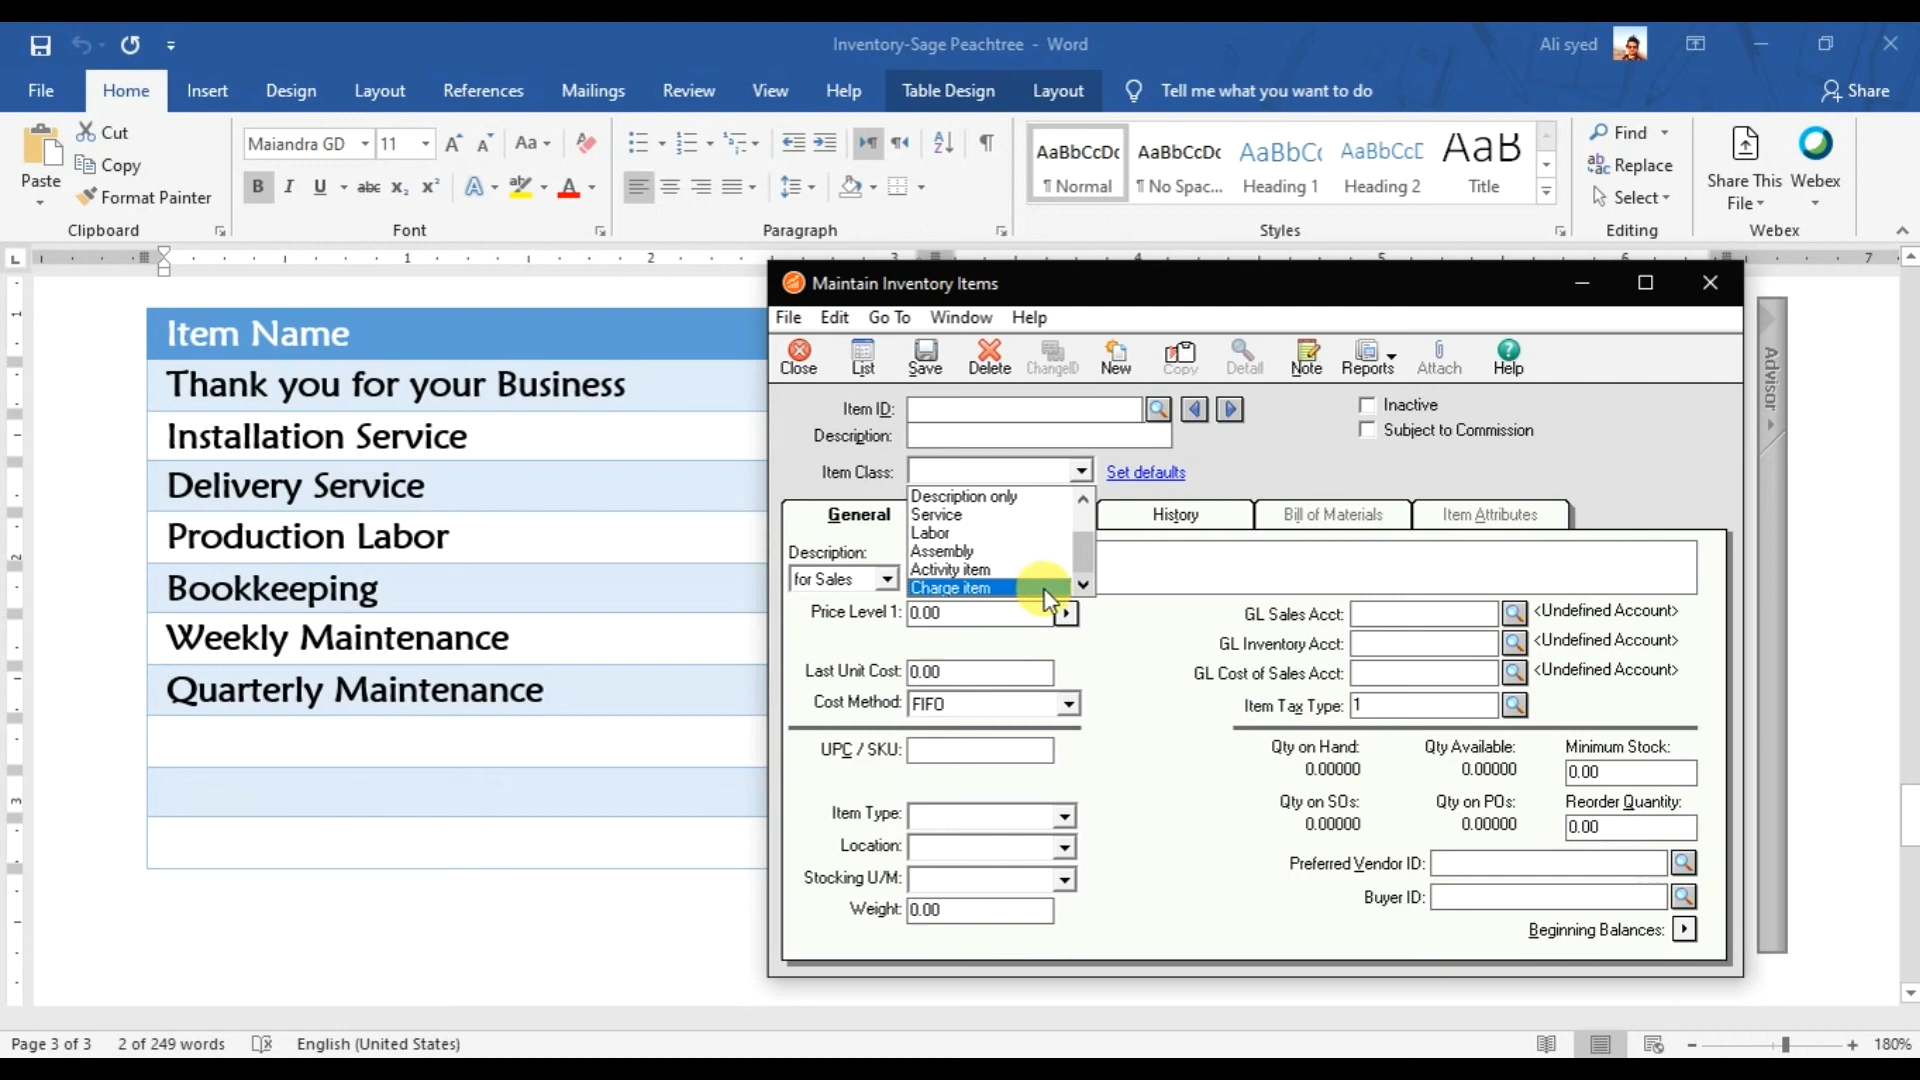 Inventory-Sage Peachtree - Word
Ali syed
File Home Insert Design Layout References Mailings Review View Help Table Design Layout Tell me what you want to do Share
Paste
Cut
Copy
Format Painter
Clipboard
Maiandra GD 11
Font
Paragraph
AaBbCcDc AaBbCcDc AaBbCc AaBbCcD AaB
¶ Normal ¶ No Spac... Heading 1 Heading 2 Title
Styles
Find
Replace
Select
Editing
Share This File
Webex
Webex
1 2 3 4 5 6 7
Item Name
Thank you for your Business
Installation Service
Delivery Service
Production Labor
Bookkeeping
Weekly Maintenance
Quarterly Maintenance
Maintain Inventory Items
File Edit Go To Window Help
Close List Save Delete ChangeID New Copy Detail Note Reports Attach Help
Item ID:
Description:
Item Class:
Set defaults
Inactive
Subject to Commission
Description only
Service
Labor
Assembly
Activity item
Charge item
General History Bill of Materials Item Attributes
Description:
for Sales
Price Level 1: 0.00
Last Unit Cost: 0.00
Cost Method: FIFO
UPC / SKU:
Item Type:
Location:
Stocking U/M:
Weight: 0.00
GL Sales Acct: <Undefined Account>
GL Inventory Acct: <Undefined Account>
GL Cost of Sales Acct: <Undefined Account>
Item Tax Type: 1
Qty on Hand: Qty Available: Minimum Stock:
0.00000 0.00000 0.00
Qty on SOs: Qty on POs: Reorder Quantity:
0.00000 0.00000 0.00
Preferred Vendor ID:
Buyer ID:
Beginning Balances:
Advisor
Page 3 of 3 2 of 249 words English (United States) 180%